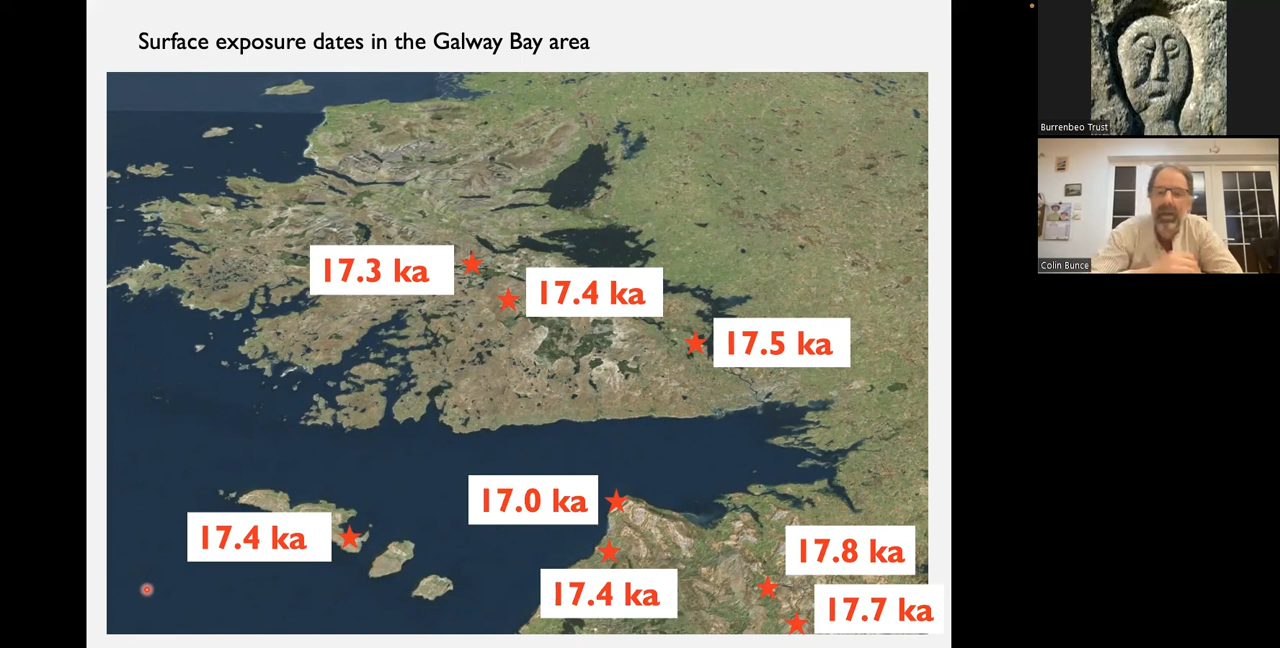 Surface exposure dates in the Galway Bay area
17.3 ka
17.4 ka
17.5 ka
17.0 ka
17.4 ka
17.8 ka
17.4 ka
17.7 ka
Burrenbeo Trust
Colin Bunce